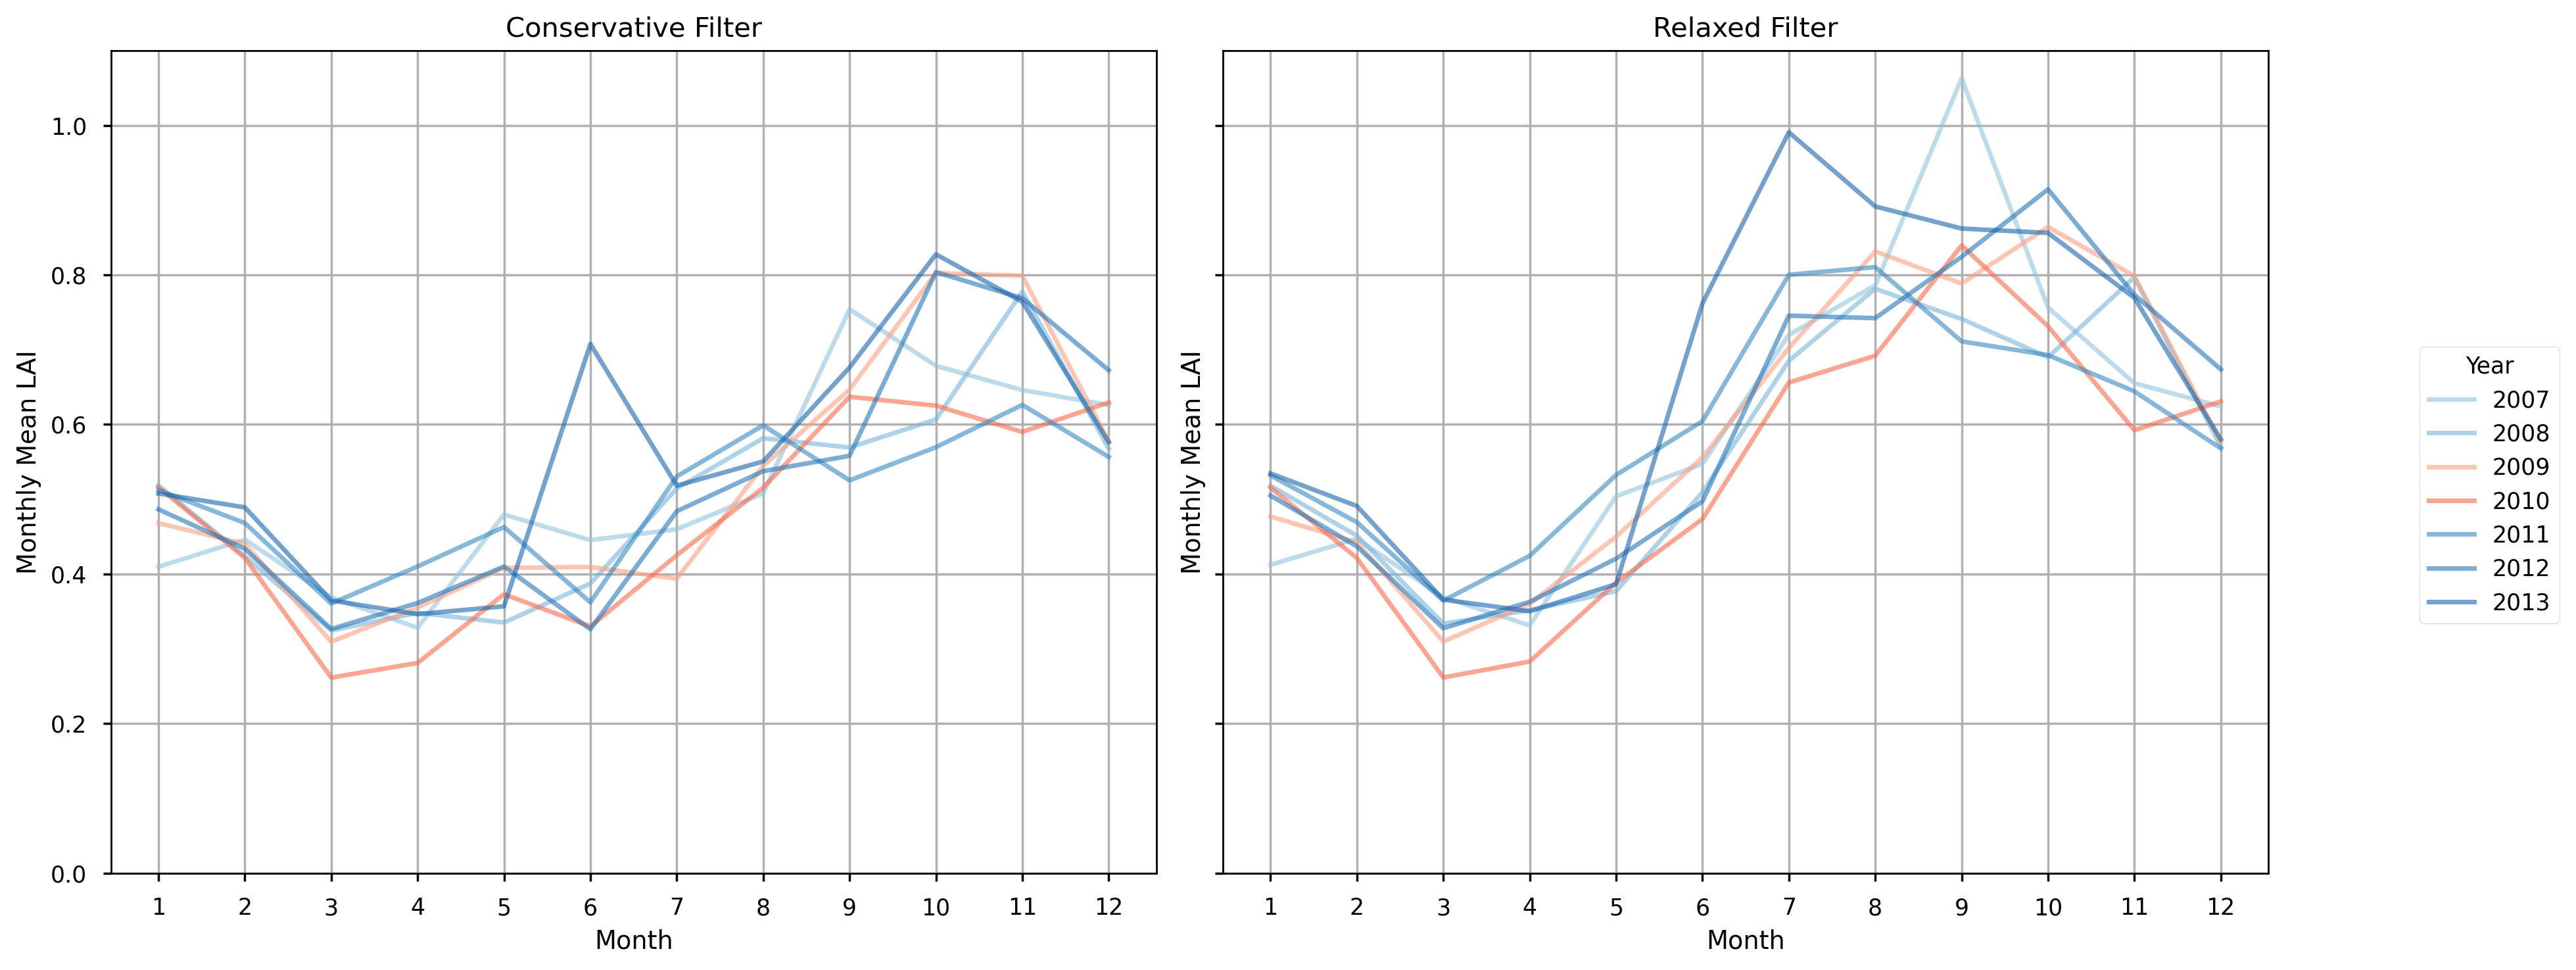 Conservative Filter
Relaxed Filter
Monthly Mean LAI
1.0
0.8
0.6
0.4
0.2
0.0
1 2 3 4 5 6 7 8 9 10 11 12
Month
Monthly Mean LAI
1 2 3 4 5 6 7 8 9 10 11 12
Month
Year
2007
2008
2009
2010
2011
2012
2013